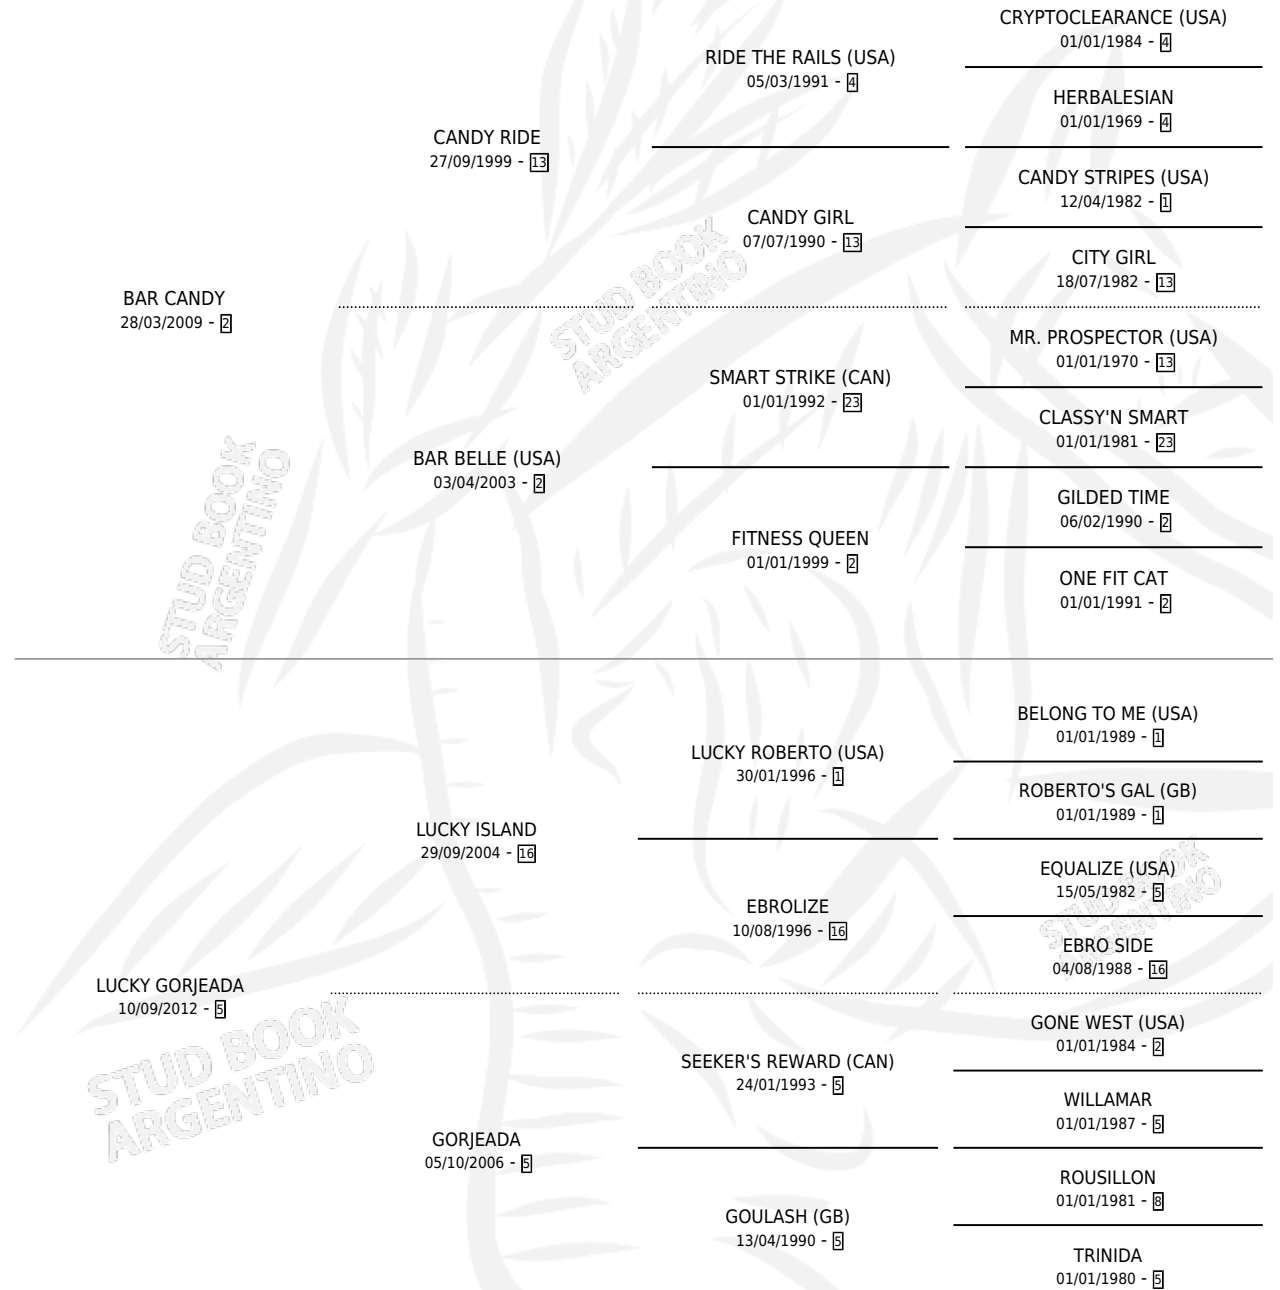 CRYPTOCLEARANCE (USA)
01/01/1984 - 4
RIDE THE RAILS (USA)
05/03/1991 - 4
HERBALESIAN
01/01/1969 - 4
CANDY RIDE
27/09/1999 - 13
CANDY STRIPES (USA)
12/04/1982 - 1
CANDY GIRL
07/07/1990 - 13
CITY GIRL
18/07/1982 - 13
BAR CANDY
28/03/2009 - 2
MR. PROSPECTOR (USA)
01/01/1970 - 13
SMART STRIKE (CAN)
01/01/1992 - 23
CLASSY'N SMART
01/01/1981 - 23
BAR BELLE (USA)
03/04/2003 - 2
GILDED TIME
06/02/1990 - 2
FITNESS QUEEN
01/01/1999 - 2
ONE FIT CAT
01/01/1991 - 2
BELONG TO ME (USA)
01/01/1989 - 1
LUCKY ROBERTO (USA)
30/01/1996 - 1
ROBERTO'S GAL (GB)
01/01/1989 - 1
LUCKY ISLAND
29/09/2004 - 16
EQUALIZE (USA)
15/05/1982 - 5
EBROLIZE
10/08/1996 - 16
EBRO SIDE
04/08/1988 - 16
LUCKY GORJEADA
10/09/2012 - 5
GONE WEST (USA)
01/01/1984 - 2
SEEKER'S REWARD (CAN)
24/01/1993 - 5
WILLAMAR
01/01/1987 - 5
GORJEADA
05/10/2006 - 5
ROUSILLON
01/01/1981 - 8
GOULASH (GB)
13/04/1990 - 5
TRINIDA
01/01/1980 - 5
STUD BOOK
ARGENTINO
STUD BOOK
ARGENTINO
STUD BOOK
ARGENTINO
STUD BOOK
ARGENTINO